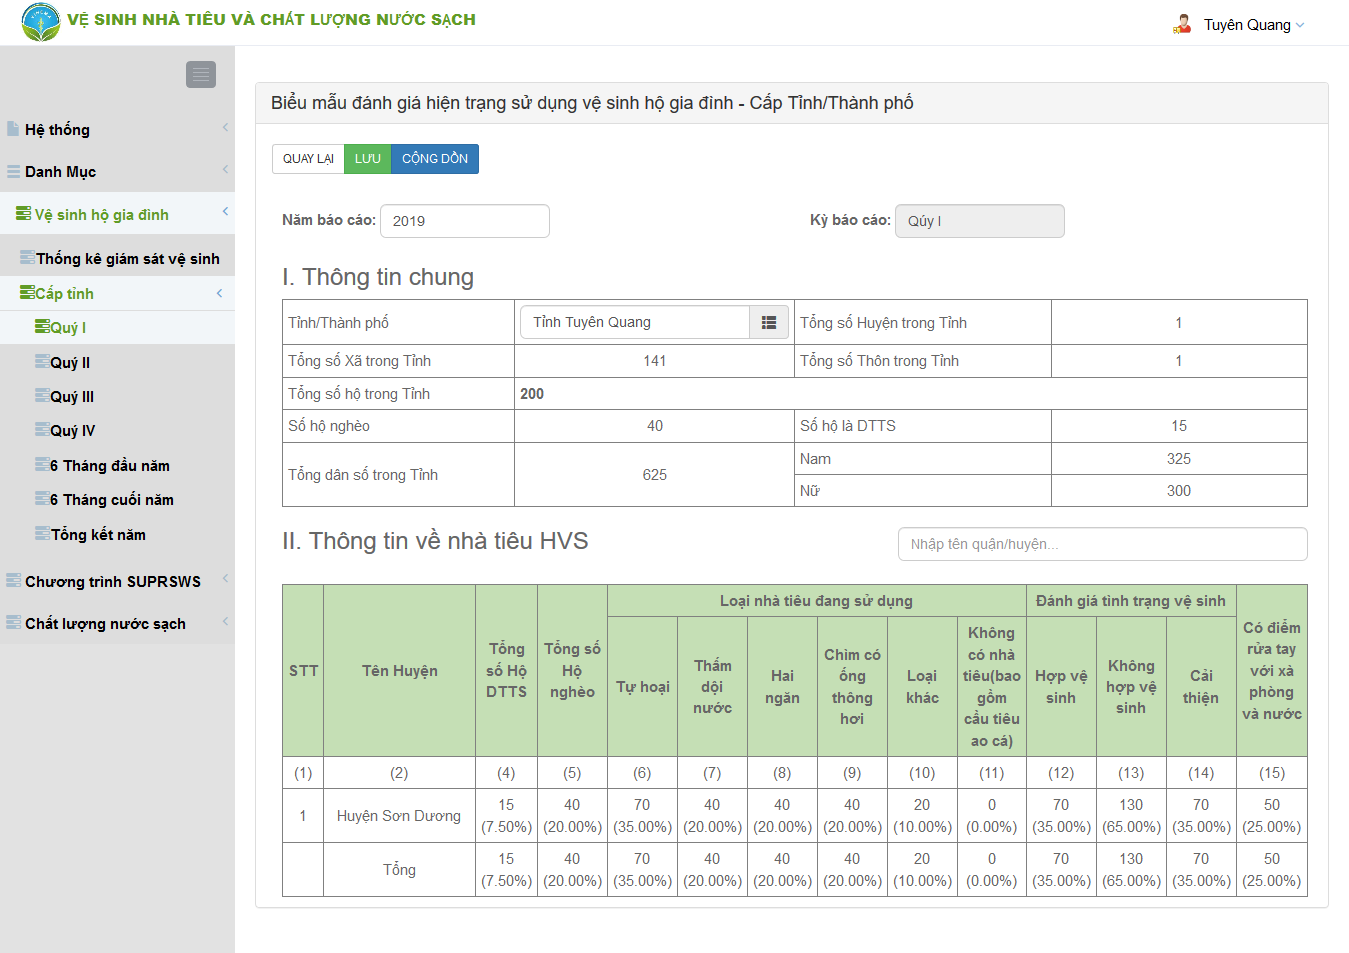 VỆ SINH NHÀ TIÊU VÀ CHẤT LƯỢNG NƯỚC SẠCH
Tuyên Quang
Hệ thống
Danh Mục
Vệ sinh hộ gia đình
Thống kê giám sát vệ sinh
Cấp tỉnh
Quý I
Quý II
Quý III
Quý IV
6 Tháng đầu năm
6 Tháng cuối năm
Tổng kết năm
Chương trình SUPRSWS
Chất lượng nước sạch
Biểu mẫu đánh giá hiện trạng sử dụng vệ sinh hộ gia đình - Cấp Tỉnh/Thành phố
QUAY LẠI LƯU CỘNG DỒN
Năm báo cáo: 2019 Kỳ báo cáo: Qúy I
I. Thông tin chung
Tỉnh/Thành phố Tỉnh Tuyên Quang Tổng số Huyện trong Tỉnh 1
Tổng số Xã trong Tỉnh 141 Tổng số Thôn trong Tỉnh 1
Tổng số hộ trong Tỉnh 200
Số hộ nghèo 40 Số hộ là DTTS 15
Tổng dân số trong Tỉnh 625
Nam 325
Nữ 300
II. Thông tin về nhà tiêu HVS
Nhập tên quận/huyện...
STT
Tên Huyện
Tổng
số Hộ
DTTS
Tổng số
Hộ
nghèo
Loại nhà tiêu đang sử dụng
Tự hoại
Thấm
dội
nước
Hai
ngăn
Chìm có
ống
thông
hơi
Loại
khác
Không
có nhà
tiêu(bao
gồm
cầu tiêu
ao cá)
Đánh giá tình trạng vệ sinh
Hợp vệ
sinh
Không
hợp vệ
sinh
Cải
thiện
Có điểm
rửa tay
với xà
phòng
và nước
(1) (2) (4) (5) (6) (7) (8) (9) (10) (11) (12) (13) (14) (15)
1 Huyện Sơn Dương 15 40 70 40 40 40 20 0 70 130 70 50
(7.50%) (20.00%) (35.00%) (20.00%) (20.00%) (20.00%) (10.00%) (0.00%) (35.00%) (65.00%) (35.00%) (25.00%)
Tổng 15 40 70 40 40 40 20 0 70 130 70 50
(7.50%) (20.00%) (35.00%) (20.00%) (20.00%) (20.00%) (10.00%) (0.00%) (35.00%) (65.00%) (35.00%) (25.00%)